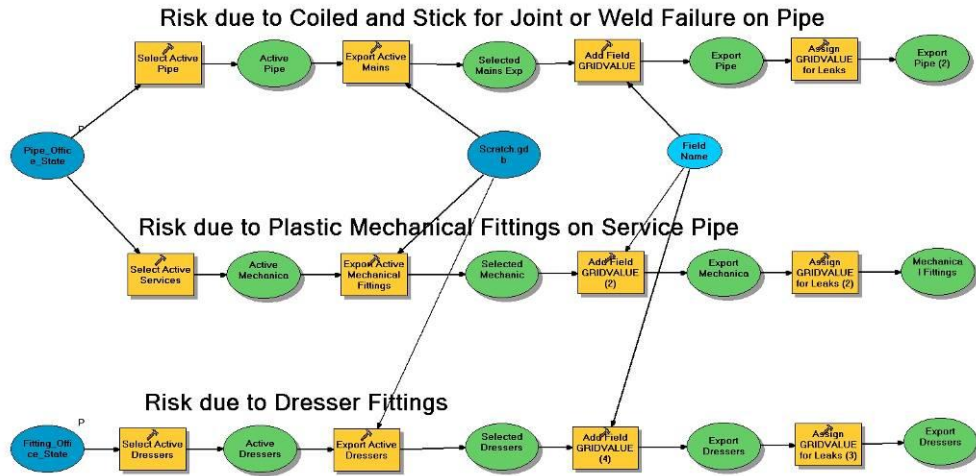 Risk due to Coiled and Stick for Joint or Weld Failure on Pipe
Select Active
Pipe
Active
Pipe
Export Active
Mains
Selected
Mains Exp
Add Field
GRIDVALUE
Export
Pipe
Assign
GRIDVALUE
for Leaks
Export
Pipe (2)
P
Pipe_Offic
e_State
Scratch.gd
b
Field
Name
Risk due to Plastic Mechanical Fittings on Service Pipe
Select Active
Services
Active
Mechanica
Export Active
Mechanical
Fittings
Selected
Mechanic
Add Field
GRIDVALUE
(2)
Export
Mechanica
Assign
GRIDVALUE
for Leaks (2)
Mechanica
l Fittings
Risk due to Dresser Fittings
P
Fitting_Offi
ce_State
Select Active
Dressers
Active
Dressers
Export Active
Dressers
Selected
Dressers
Add Field
GRIDVALUE
(4)
Export
Dressers
Assign
GRIDVALUE
for Leaks (3)
Export
Dressers